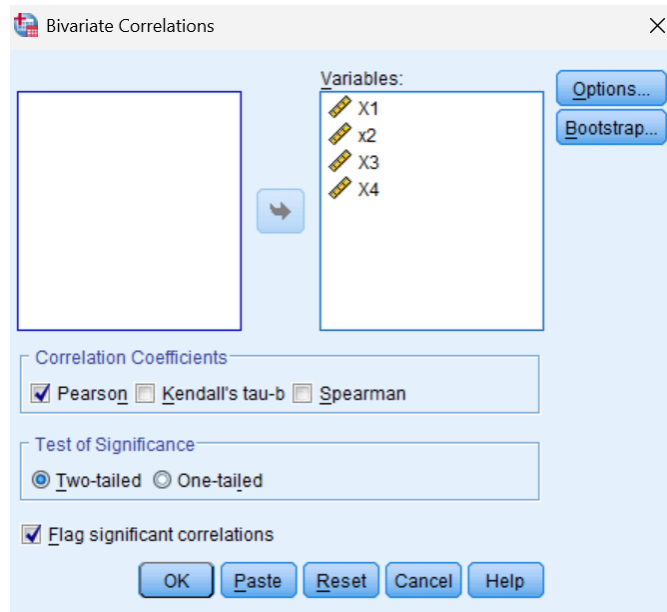 Bivariate Correlations
Variables:
X1
x2
X3
X4
Options...
Bootstrap...
Correlation Coefficients
Pearson Kendall's tau-b Spearman
Test of Significance
Two-tailed One-tailed
Flag significant correlations
OK Paste Reset Cancel Help